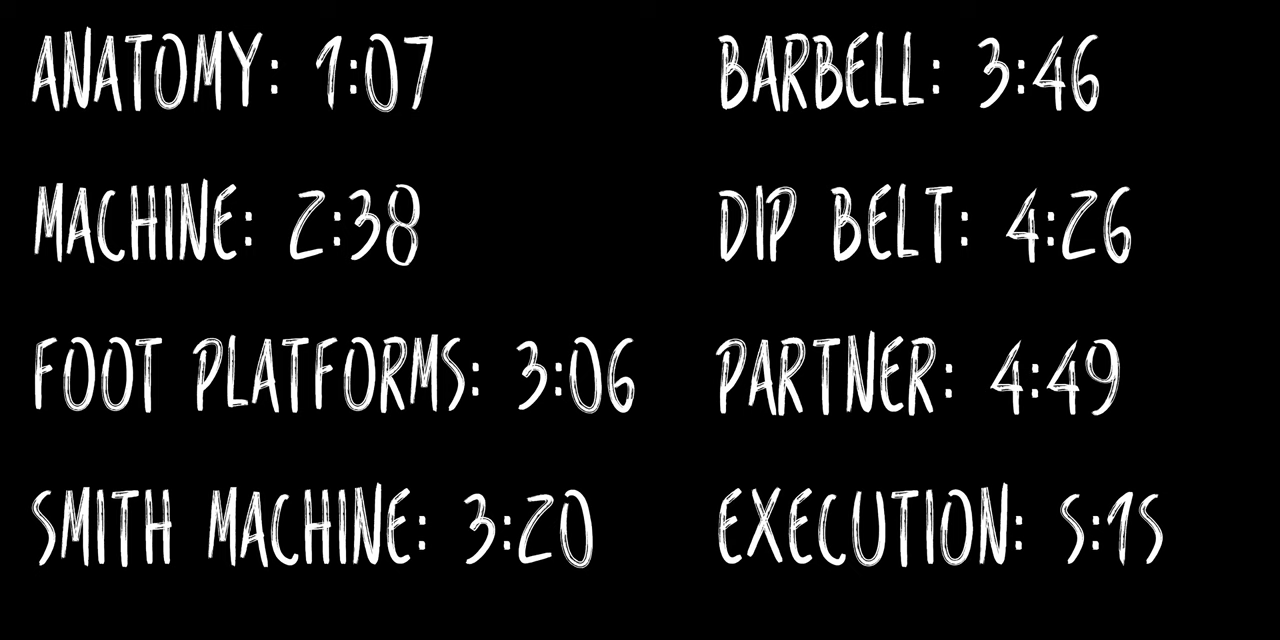 ANATOMY: 1:07
MACHINE: 2:38
FOOT PLATFORMS: 3:06
SMITH MACHINE: 3:20
BARBELL: 3:46
DIP BELT: 4:26
PARTNER: 4:49
EXECUTION: 5:15